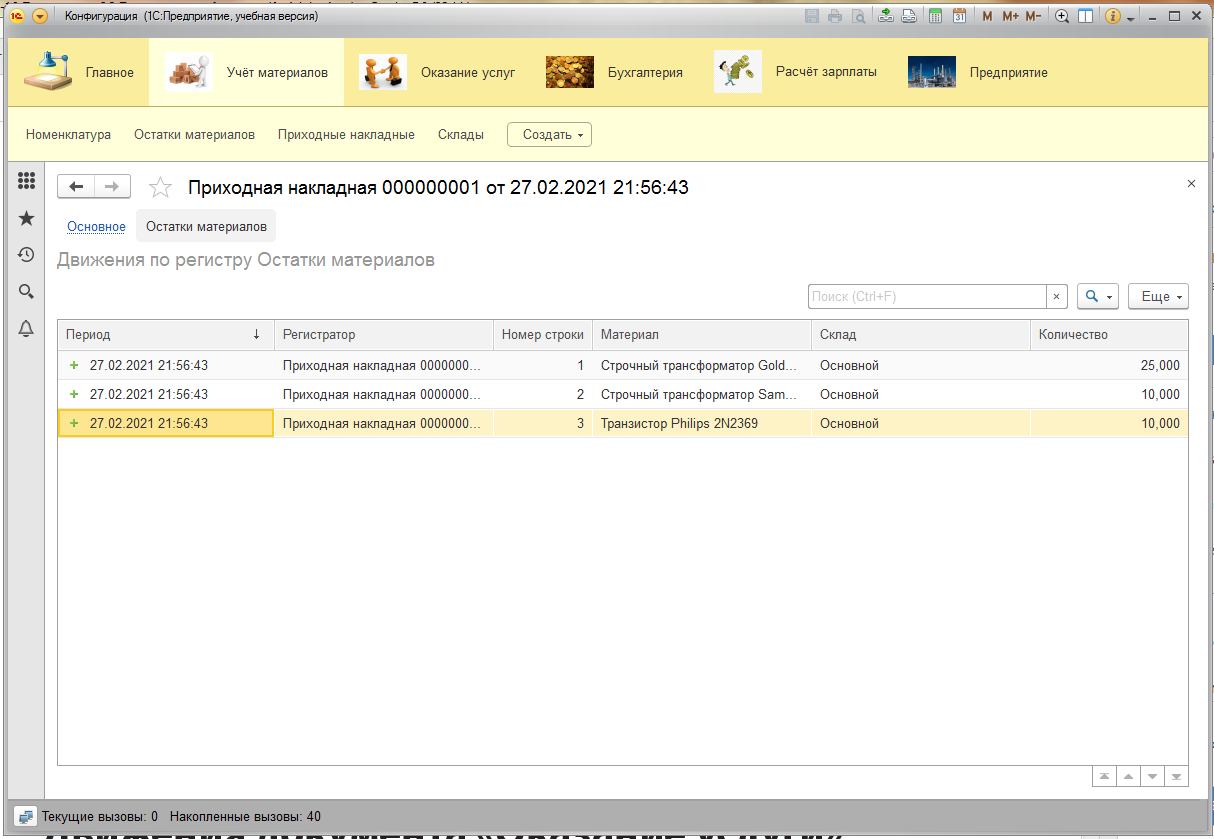 Конфигурация (1С:Предприятие, учебная версия)
M M+ M-
Главное Учёт материалов Оказание услуг Бухгалтерия Расчёт зарплаты Предприятие
Номенклатура Остатки материалов Приходные накладные Склады Создать
Приходная накладная 000000001 от 27.02.2021 21:56:43
Основное Остатки материалов
Движения по регистру Остатки материалов
Поиск (Ctrl+F) × Еще
Период ↓ Регистратор Номер строки Материал Склад Количество
+ 27.02.2021 21:56:43 Приходная накладная 0000000... 1 Строчный трансформатор Gold... Основной 25,000
+ 27.02.2021 21:56:43 Приходная накладная 0000000... 2 Строчный трансформатор Sam... Основной 10,000
+ 27.02.2021 21:56:43 Приходная накладная 0000000... 3 Транзистор Philips 2N2369 Основной 10,000
Текущие вызовы: 0 Накопленные вызовы: 40